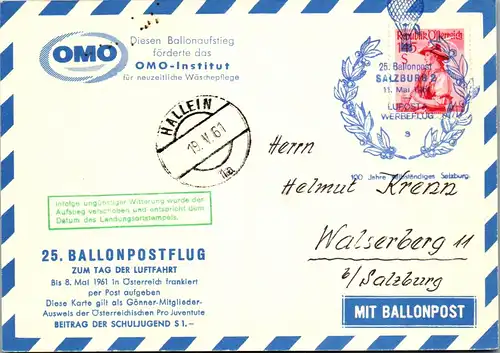 OMO
Diesen Ballonaufstieg
förderte das
OMO-Institut
für neuzeitliche Wäschepflege
Republik Österreich
25. Ballonpost
SALZBURG 2
11. Mai 1961
LUPOSTA
WERBEFLUG
s
100 Jahre selbständiges Salzburg
HALLEIN
19.V.61
Infolge ungünstiger Witterung wurde der
Aufstieg verschoben und entspricht dem
Datum des Landungsortstempels.
Herrn
Helmut Krenn
Walserberg 11
b/Salzburg
25. BALLONPOSTFLUG
ZUM TAG DER LUFTFAHRT
Bis 8. Mai 1961 in Österreich frankiert
per Post aufgeben
Diese Karte gilt als Gönner-Mitglieder-
Ausweis der Österreichischen Pro Juventute
BEITRAG DER SCHULJUGEND S 1.–
MIT BALLONPOST